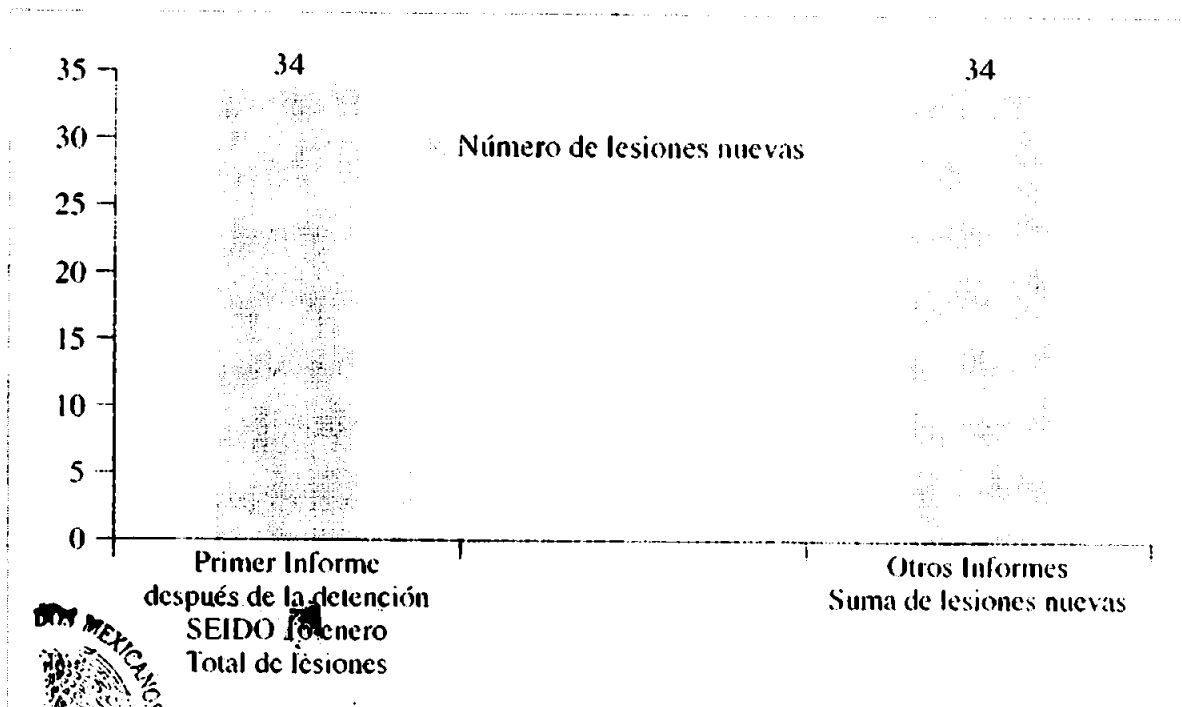 34
34
35
30
25
20
15
10
5
0
Número de lesiones nuevas
Primer Informe
después de la detención
SEIDO enero
Total de lesiones
Otros Informes
Suma de lesiones nuevas
MEXICANOS